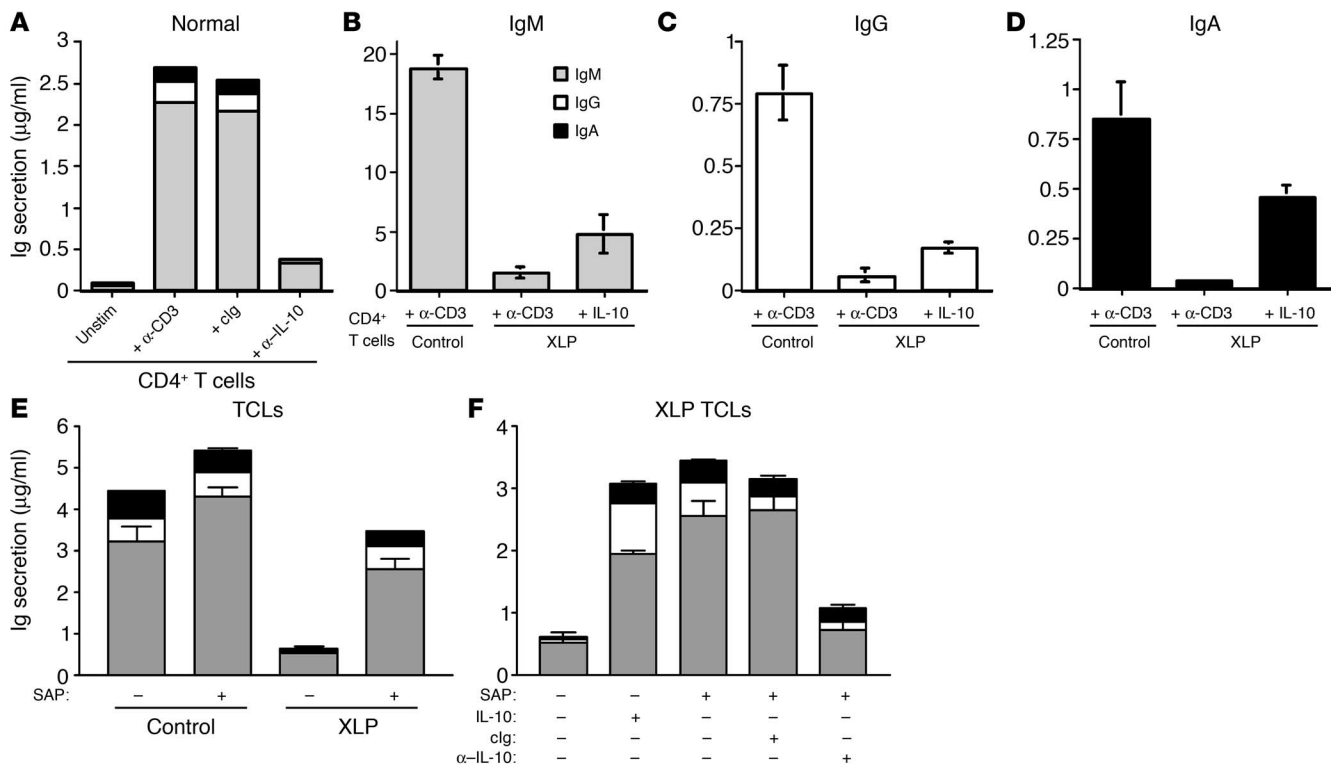 A Normal
Ig secretion (µg/ml)
3
2.5
2
1.5
1
0.5
0
Unstim
+ α-CD3
+ cIg
+ α–IL-10
CD4⁺ T cells
B IgM
20
15
10
5
0
IgM
IgG
IgA
CD4⁺
T cells
+ α-CD3 + α-CD3 + IL-10
Control XLP
C IgG
1
0.75
0.5
0.25
0
+ α-CD3 + α-CD3 + IL-10
Control XLP
D IgA
1.25
1
0.75
0.5
0.25
0
+ α-CD3 + α-CD3 + IL-10
Control XLP
E TCLs
Ig secretion (µg/ml)
6
5
4
3
2
1
0
SAP: – + – +
Control XLP
F XLP TCLs
4
3
2
1
0
SAP: – – + + +
IL-10: – + – – –
cIg: – – – + –
α–IL-10: – – – – +